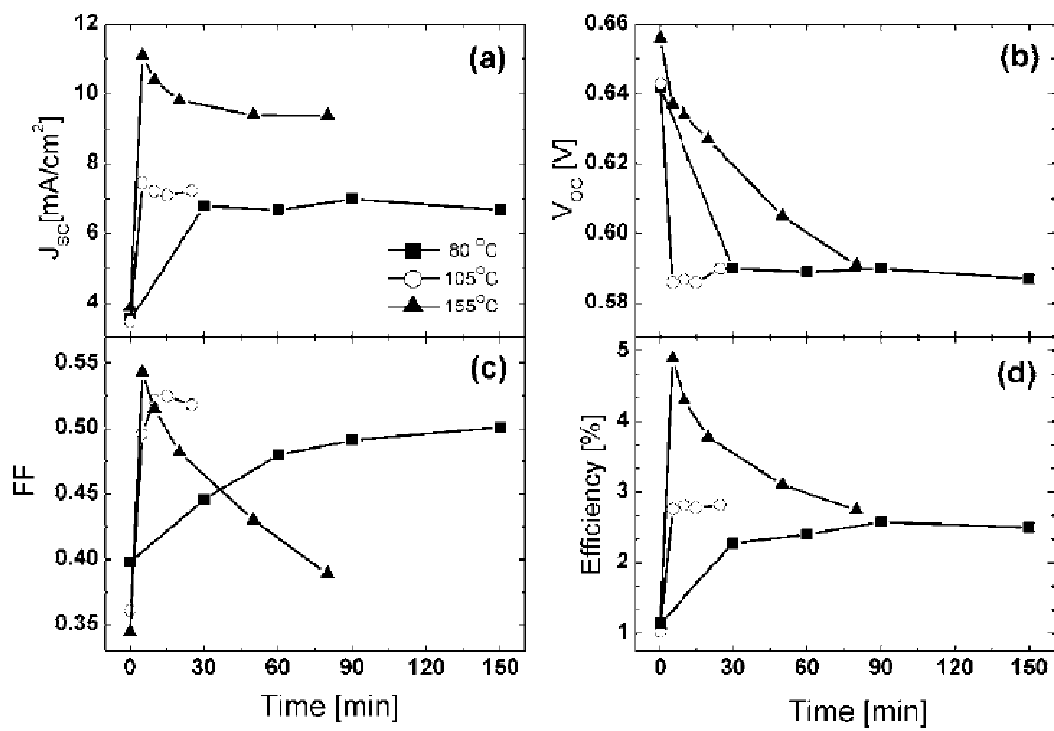 12
10
8
6
4
J_SC[mA/cm²]
(a)
80 °C
105°C
155°C
0.66
0.64
0.62
0.60
0.58
V_OC [V]
(b)
0.55
0.50
0.45
0.40
0.35
FF
(c)
0 30 60 90 120 150
Time [min]
5
4
3
2
1
Efficiency [%]
(d)
0 30 60 90 120 150
Time [min]